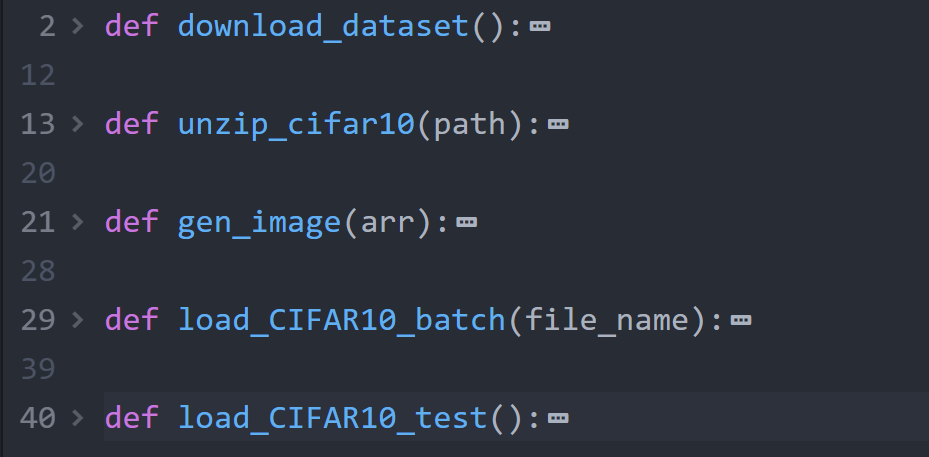 2 > def download_dataset():
12
13 > def unzip_cifar10(path):
20
21 > def gen_image(arr):
28
29 > def load_CIFAR10_batch(file_name):
39
40 > def load_CIFAR10_test():